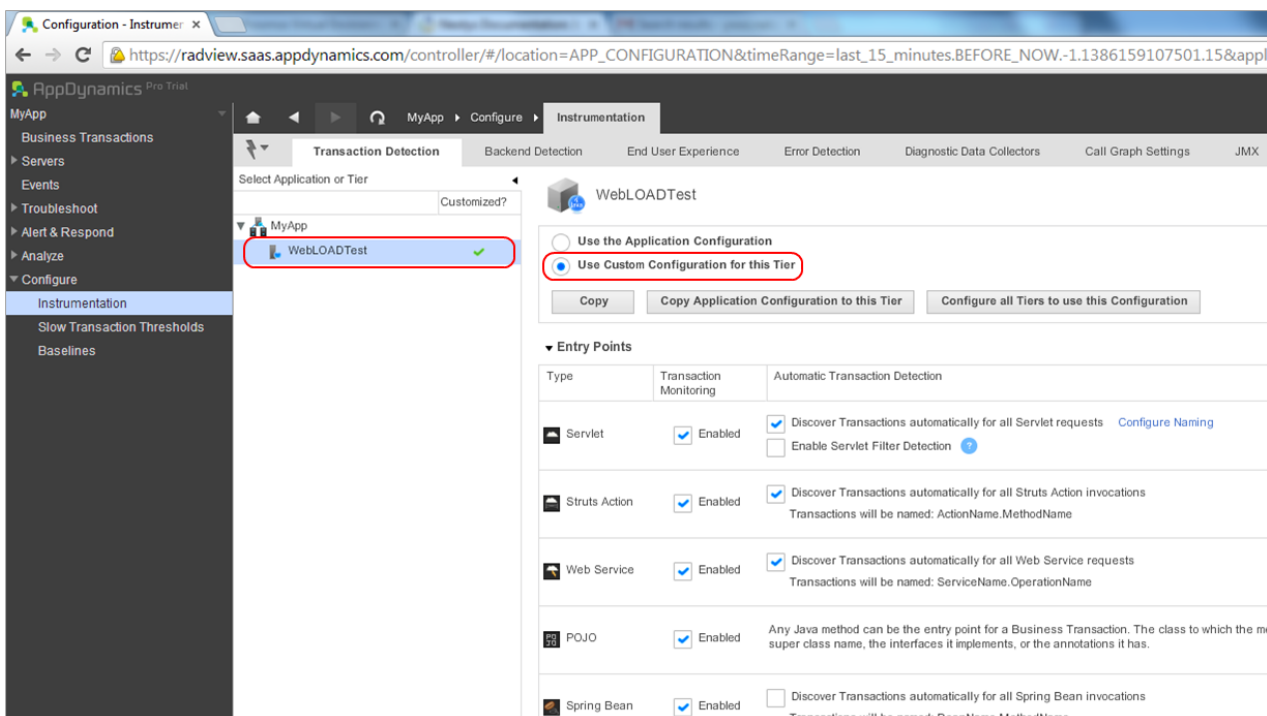 Configuration - Instrumer
https://radview.saas.appdynamics.com/controller/#/location=APP_CONFIGURATION&timeRange=last_15_minutes.BEFORE_NOW.-1.1386159107501.15&appl
AppDynamics Pro Trial
MyApp
Business Transactions
Servers
Events
Troubleshoot
Alert & Respond
Analyze
Configure
Instrumentation
Slow Transaction Thresholds
Baselines
MyApp Configure Instrumentation
Transaction Detection Backend Detection End User Experience Error Detection Diagnostic Data Collectors Call Graph Settings JMX
Select Application or Tier
Customized?
MyApp
WebLOADTest
WebLOADTest
Use the Application Configuration
Use Custom Configuration for this Tier
Copy Copy Application Configuration to this Tier Configure all Tiers to use this Configuration
Entry Points
Type Transaction Monitoring Automatic Transaction Detection
Servlet Enabled Discover Transactions automatically for all Servlet requests Configure Naming
Enable Servlet Filter Detection ?
Struts Action Enabled Discover Transactions automatically for all Struts Action invocations
Transactions will be named: ActionName.MethodName
Web Service Enabled Discover Transactions automatically for all Web Service requests
Transactions will be named: ServiceName.OperationName
POJO Enabled Any Java method can be the entry point for a Business Transaction. The class to which the me
super class name, the interfaces it implements, or the annotations it has.
Spring Bean Enabled Discover Transactions automatically for all Spring Bean invocations